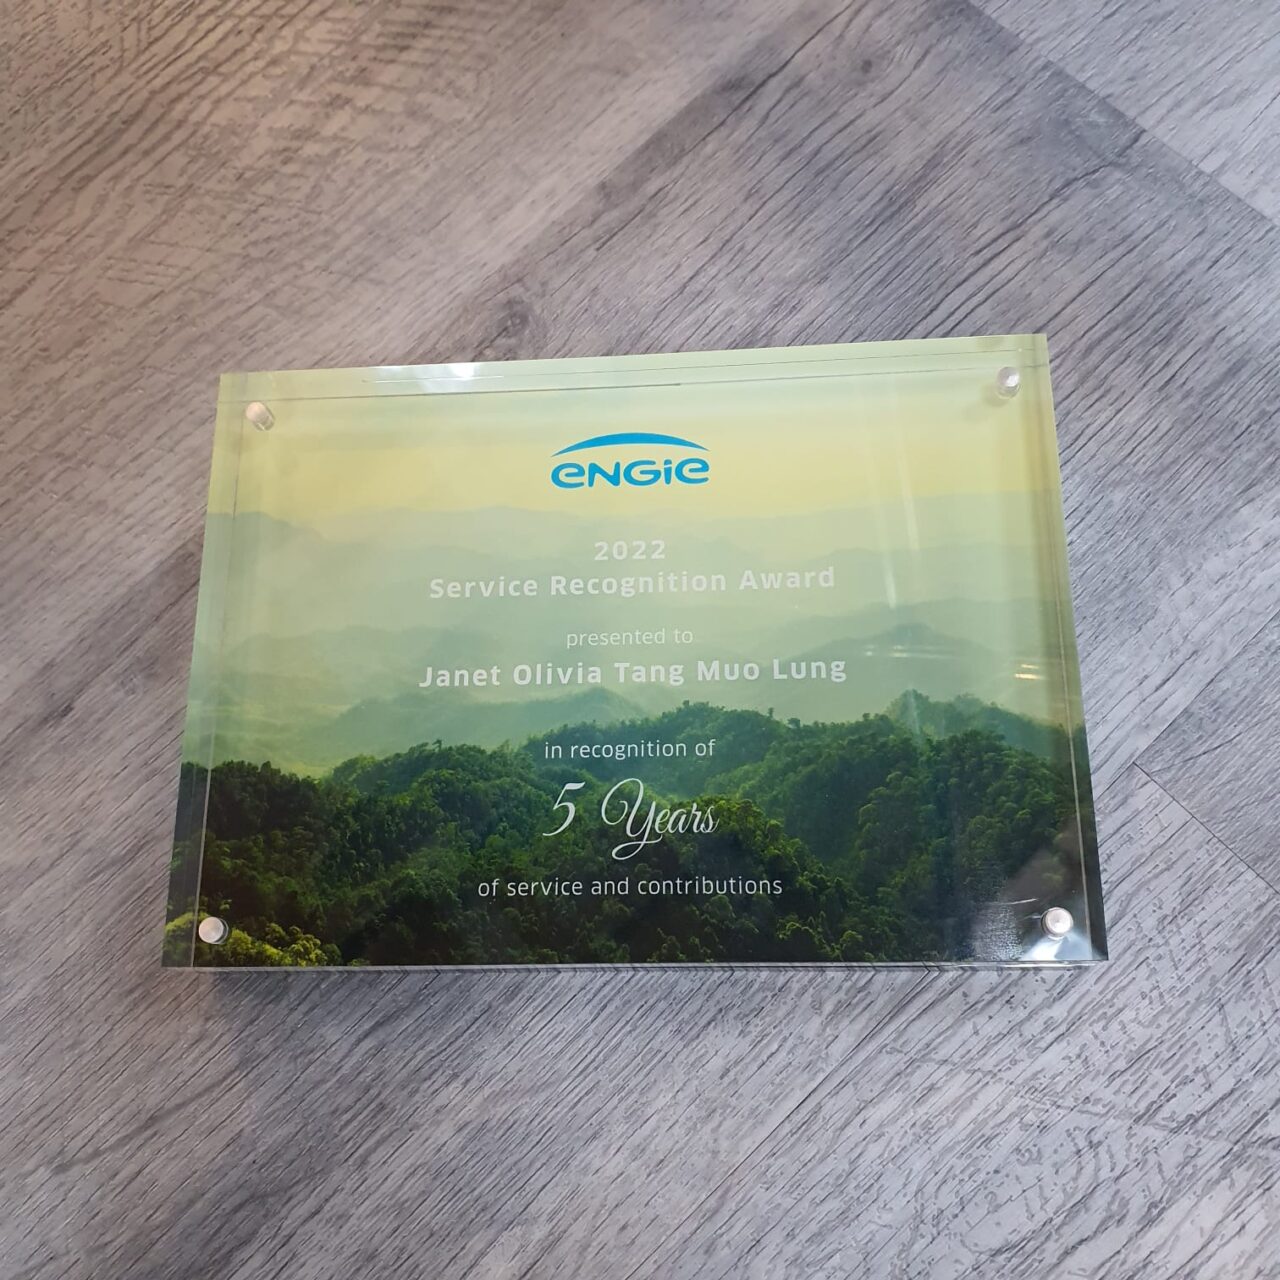 eNGiE
2022
Service Recognition Award
presented to
Janet Olivia Tang Muo Lung
in recognition of
5 Years
of service and contributions